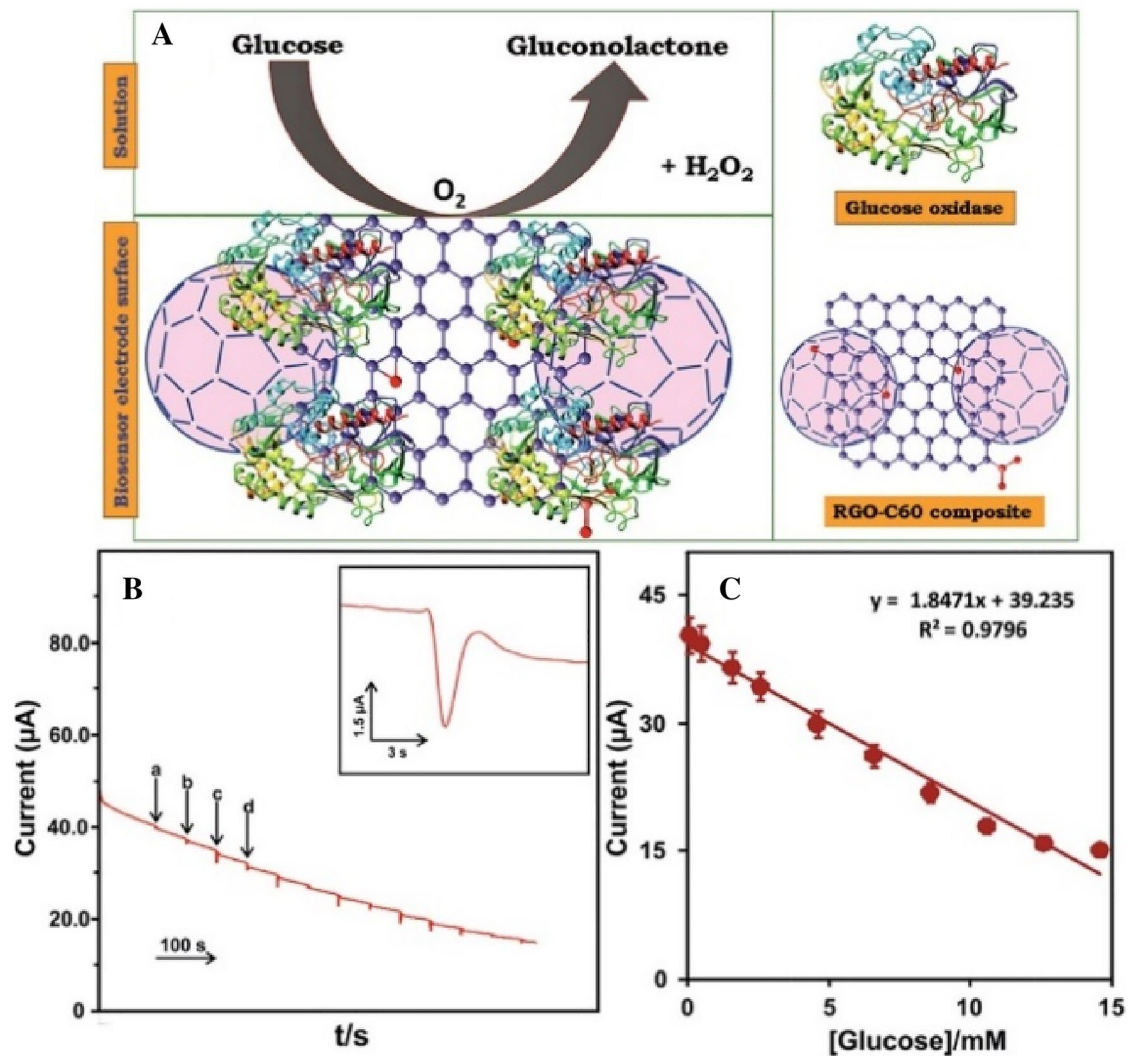 A
Glucose
Gluconolactone
Solution
O₂
+ H₂O₂
Biosensor electrode surface
Glucose oxidase
RGO-C60 composite
B
Current (µA)
80.0
60.0
40.0
20.0
0
a
b
c
d
100 s
1.5 µA
3 s
t/s
C
y = 1.8471x + 39.235
R² = 0.9796
Current (µA)
45
30
15
0
0
5
10
15
[Glucose]/mM